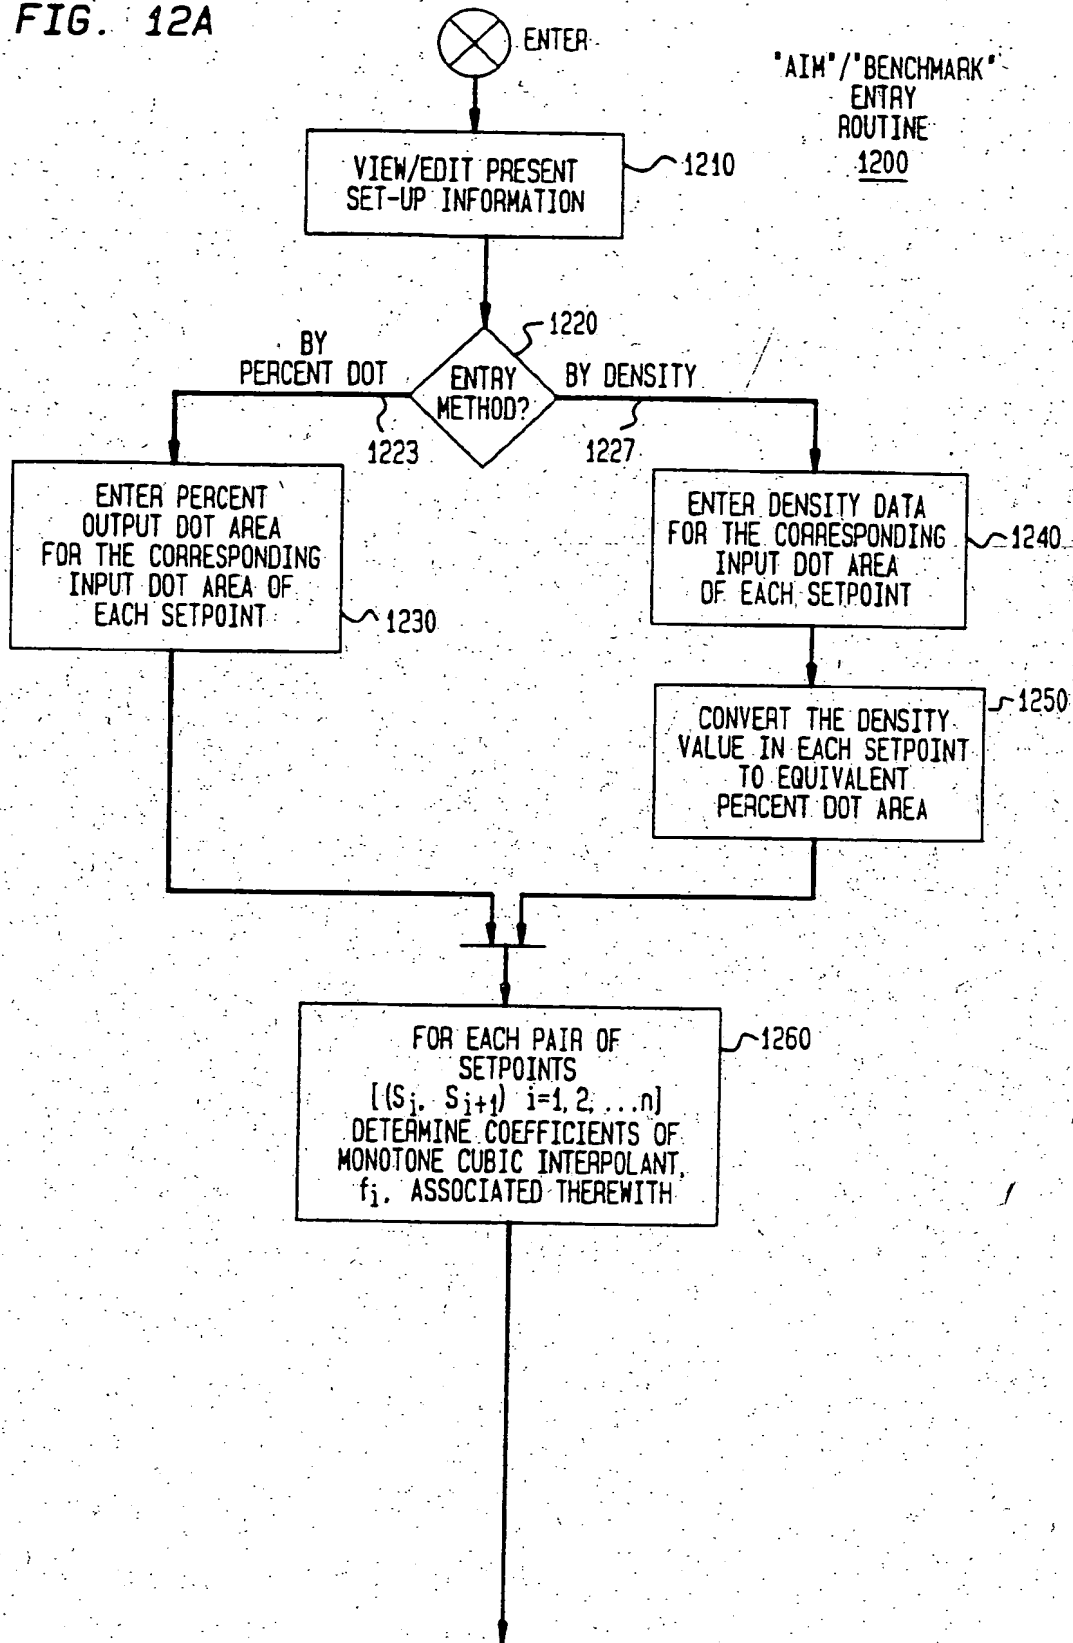 FIG. 12A
ENTER
"AIM"/"BENCHMARK"
ENTRY
ROUTINE
1200
VIEW/EDIT PRESENT
SET-UP INFORMATION
1210
1220
ENTRY
METHOD?
BY
PERCENT DOT
1223
BY DENSITY
1227
ENTER PERCENT
OUTPUT DOT AREA
FOR THE CORRESPONDING
INPUT DOT AREA OF
EACH SETPOINT
1230
ENTER DENSITY DATA
FOR THE CORRESPONDING
INPUT DOT AREA
OF EACH SETPOINT
1240
CONVERT THE DENSITY
VALUE IN EACH SETPOINT
TO EQUIVALENT
PERCENT DOT AREA
1250
FOR EACH PAIR OF
SETPOINTS
[(Si, Si+1) i=1, 2, ...n]
DETERMINE COEFFICIENTS OF
MONOTONE CUBIC INTERPOLANT,
fi, ASSOCIATED THEREWITH
1260